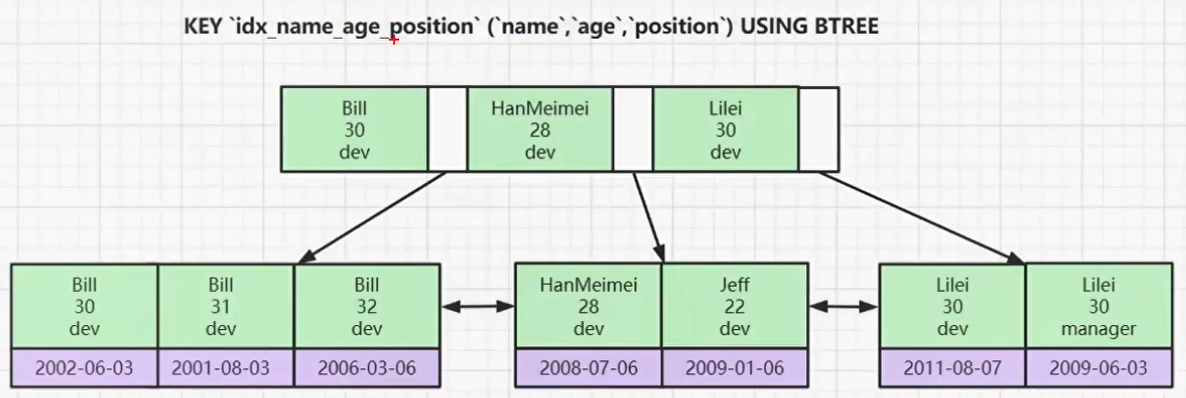 KEY `idx_name_age_position` (`name`,`age`,`position`) USING BTREE
Bill
30
dev
HanMeimei
28
dev
Lilei
30
dev
Bill
30
dev
2002-06-03
Bill
31
dev
2001-08-03
Bill
32
dev
2006-03-06
HanMeimei
28
dev
2008-07-06
Jeff
22
dev
2009-01-06
Lilei
30
dev
2011-08-07
Lilei
30
manager
2009-06-03